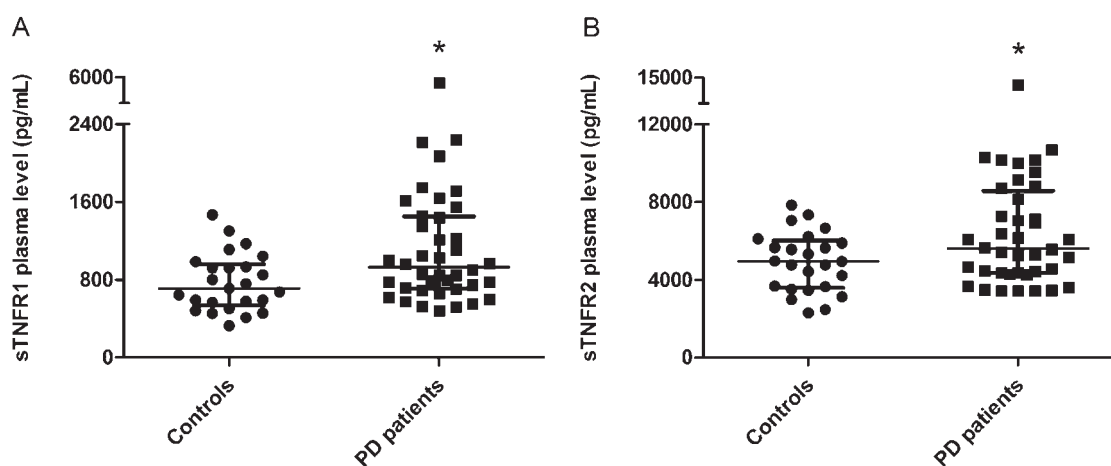 A
*
sTNFR1 plasma level (pg/mL)
6000
2400
1600
800
0
Controls
PD patients
B
*
sTNFR2 plasma level (pg/mL)
15000
12000
8000
4000
0
Controls
PD patients